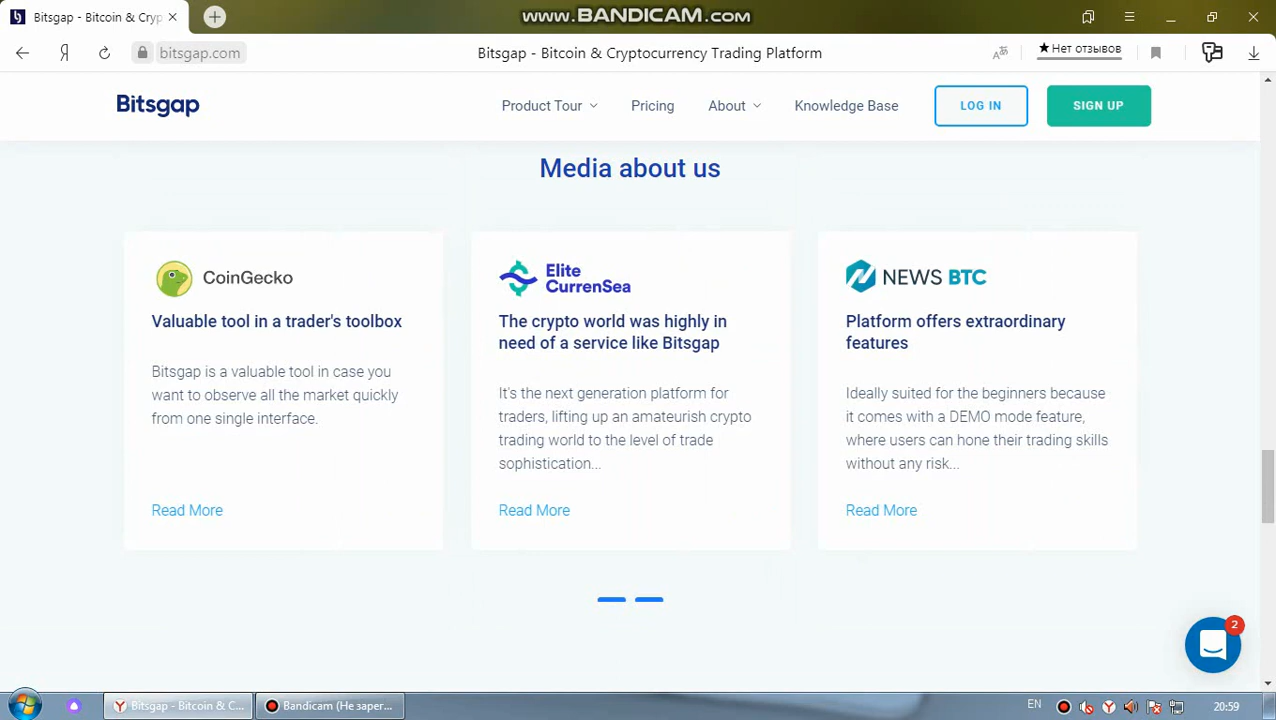 www.BANDICAM.com
Bitsgap - Bitcoin & Cryp
bitsgap.com
Bitsgap - Bitcoin & Cryptocurrency Trading Platform
★Нет отзывов
Bitsgap
Product Tour
Pricing
About
Knowledge Base
LOG IN
SIGN UP
Media about us
CoinGecko
Valuable tool in a trader's toolbox
Bitsgap is a valuable tool in case you
want to observe all the market quickly
from one single interface.
Read More
Elite
CurrenSea
The crypto world was highly in
need of a service like Bitsgap
It's the next generation platform for
traders, lifting up an amateurish crypto
trading world to the level of trade
sophistication...
Read More
NEWS BTC
Platform offers extraordinary
features
Ideally suited for the beginners because
it comes with a DEMO mode feature,
where users can hone their trading skills
without any risk...
Read More
2
Bitsgap - Bitcoin & C...
Bandicam (Не зарег...
EN
20:59